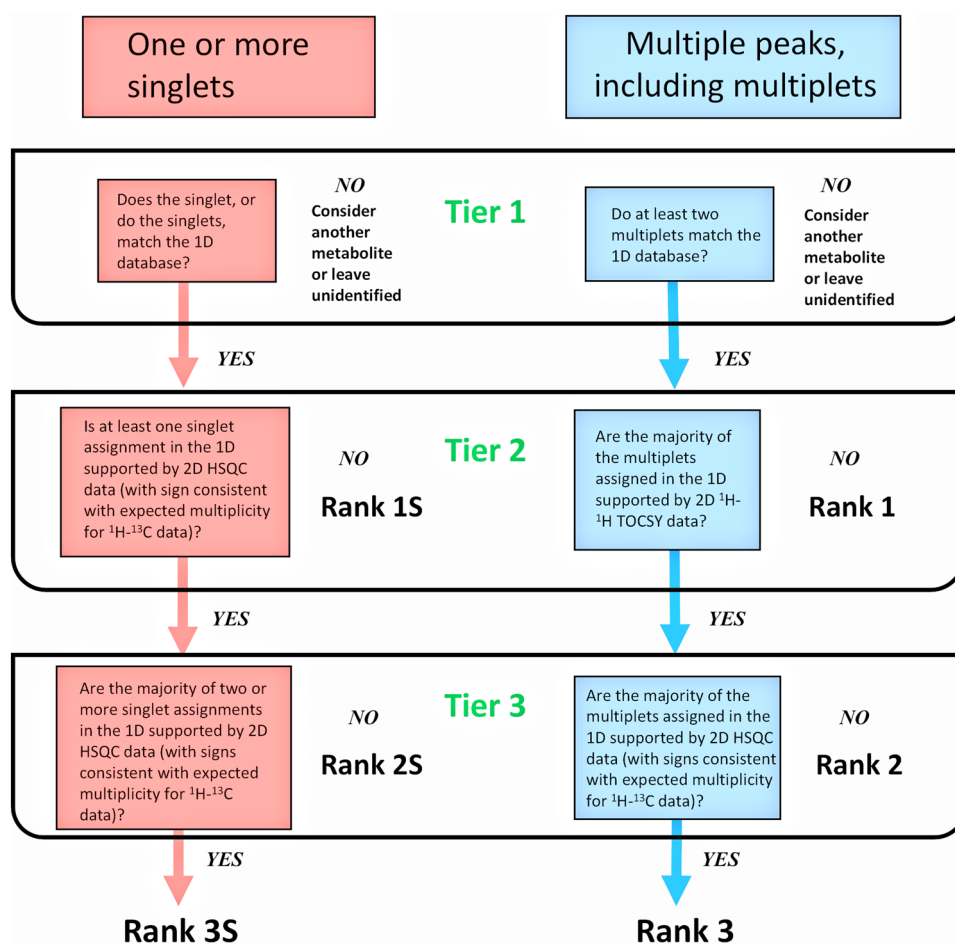 One or more
singlets
Multiple peaks,
including multiplets
Does the singlet, or
do the singlets,
match the 1D
database?
NO
Consider
another
metabolite
or leave
unidentified
Tier 1
Do at least two
multiplets match the
1D database?
NO
Consider
another
metabolite
or leave
unidentified
YES
YES
Is at least one singlet
assignment in the 1D
supported by 2D HSQC
data (with sign consistent
with expected multiplicity
for ¹H-¹³C data)?
NO
Rank 1S
Tier 2
Are the majority of
the multiplets
assigned in the 1D
supported by 2D ¹H-
¹H TOCSY data?
NO
Rank 1
YES
YES
Are the majority of two or
more singlet assignments
in the 1D supported by 2D
HSQC data (with signs
consistent with expected
multiplicity for ¹H-¹³C
data)?
NO
Rank 2S
Tier 3
Are the majority of the
multiplets assigned in the
1D supported by 2D HSQC
data (with signs consistent
with expected multiplicity
for ¹H-¹³C data)?
NO
Rank 2
YES
YES
Rank 3S
Rank 3